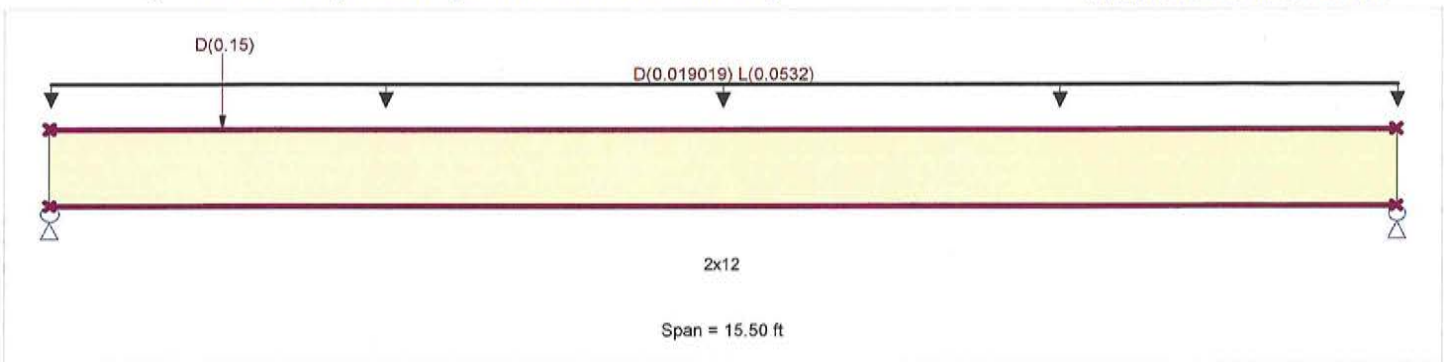 D(0.15)
D(0.019019) L(0.0532)
2x12
Span = 15.50 ft